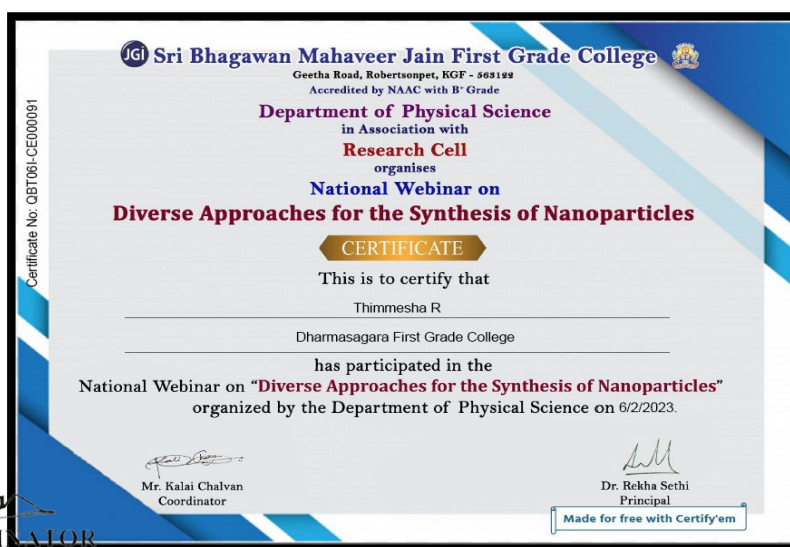 JGi Sri Bhagawan Mahaveer Jain First Grade College
Geetha Road, Robertsonpet, KGF - 563122
Accredited by NAAC with B+ Grade
Department of Physical Science
in Association with
Research Cell
organises
National Webinar on
Diverse Approaches for the Synthesis of Nanoparticles
CERTIFICATE
This is to certify that
Thimmesha R
Dharmasagara First Grade College
has participated in the
National Webinar on “Diverse Approaches for the Synthesis of Nanoparticles”
organized by the Department of Physical Science on 6/2/2023.
Mr. Kalai Chalvan
Coordinator
Dr. Rekha Sethi
Principal
Made for free with Certify'em
Certificate No: QBT06I-CE000091